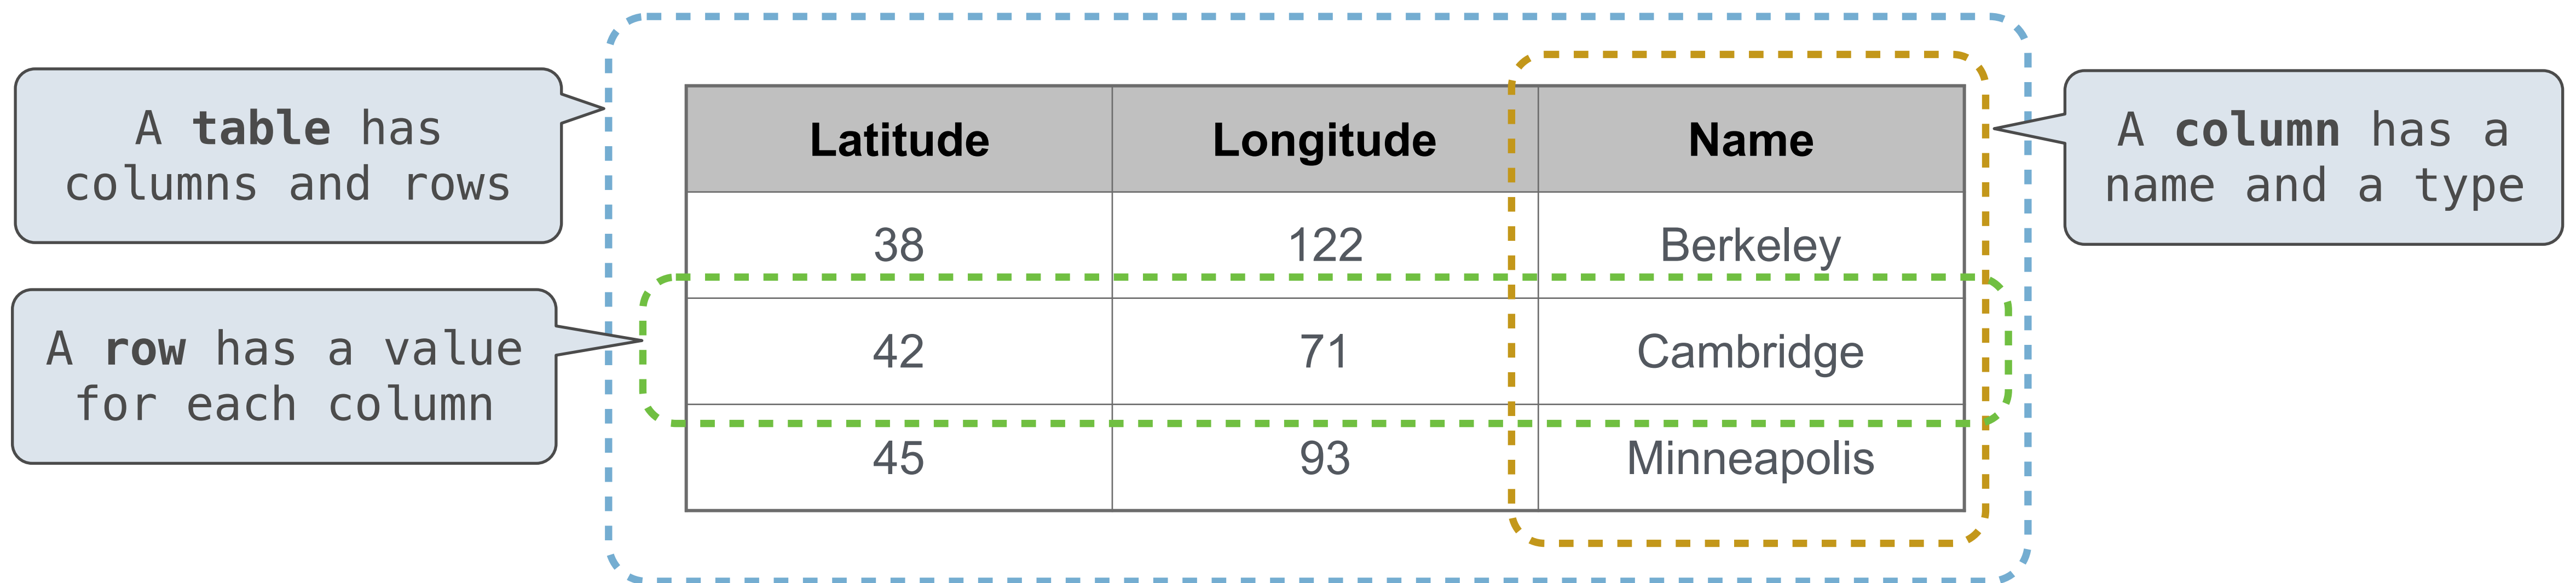 A table has
columns and rows
A row has a value
for each column
Latitude Longitude Name
38 122 Berkeley
42 71 Cambridge
45 93 Minneapolis
A column has a
name and a type